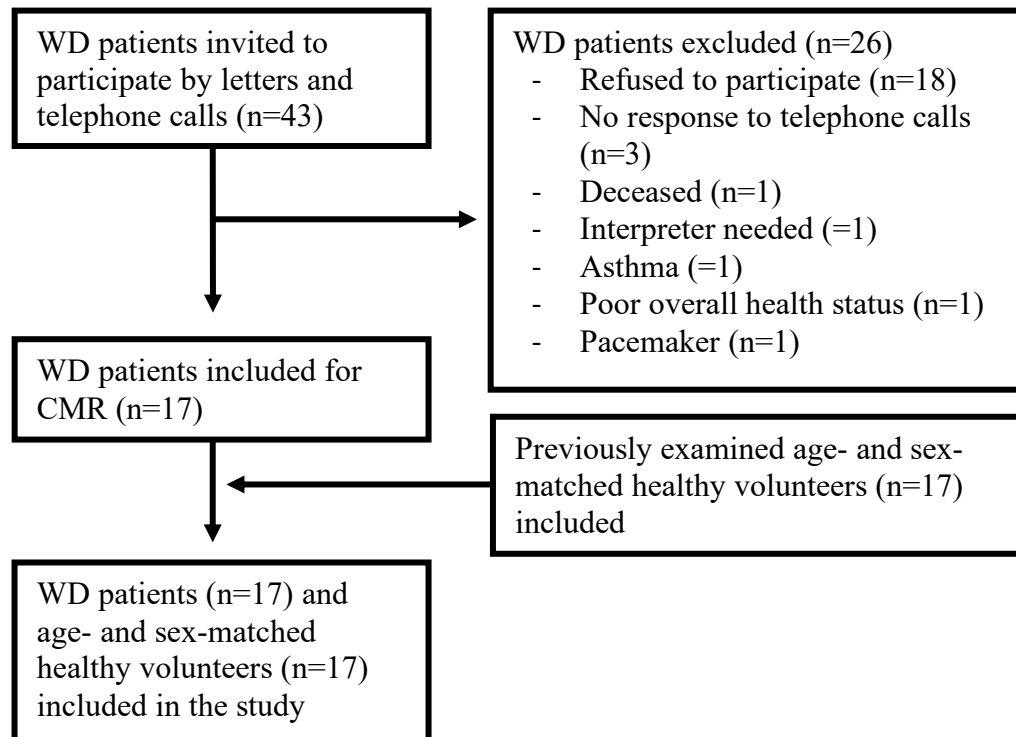 WD patients invited to
participate by letters and
telephone calls (n=43)
WD patients excluded (n=26)
- Refused to participate (n=18)
- No response to telephone calls
(n=3)
- Deceased (n=1)
- Interpreter needed (=1)
- Asthma (=1)
- Poor overall health status (n=1)
- Pacemaker (n=1)
WD patients included for
CMR (n=17)
Previously examined age- and sex-
matched healthy volunteers (n=17)
included
WD patients (n=17) and
age- and sex-matched
healthy volunteers (n=17)
included in the study